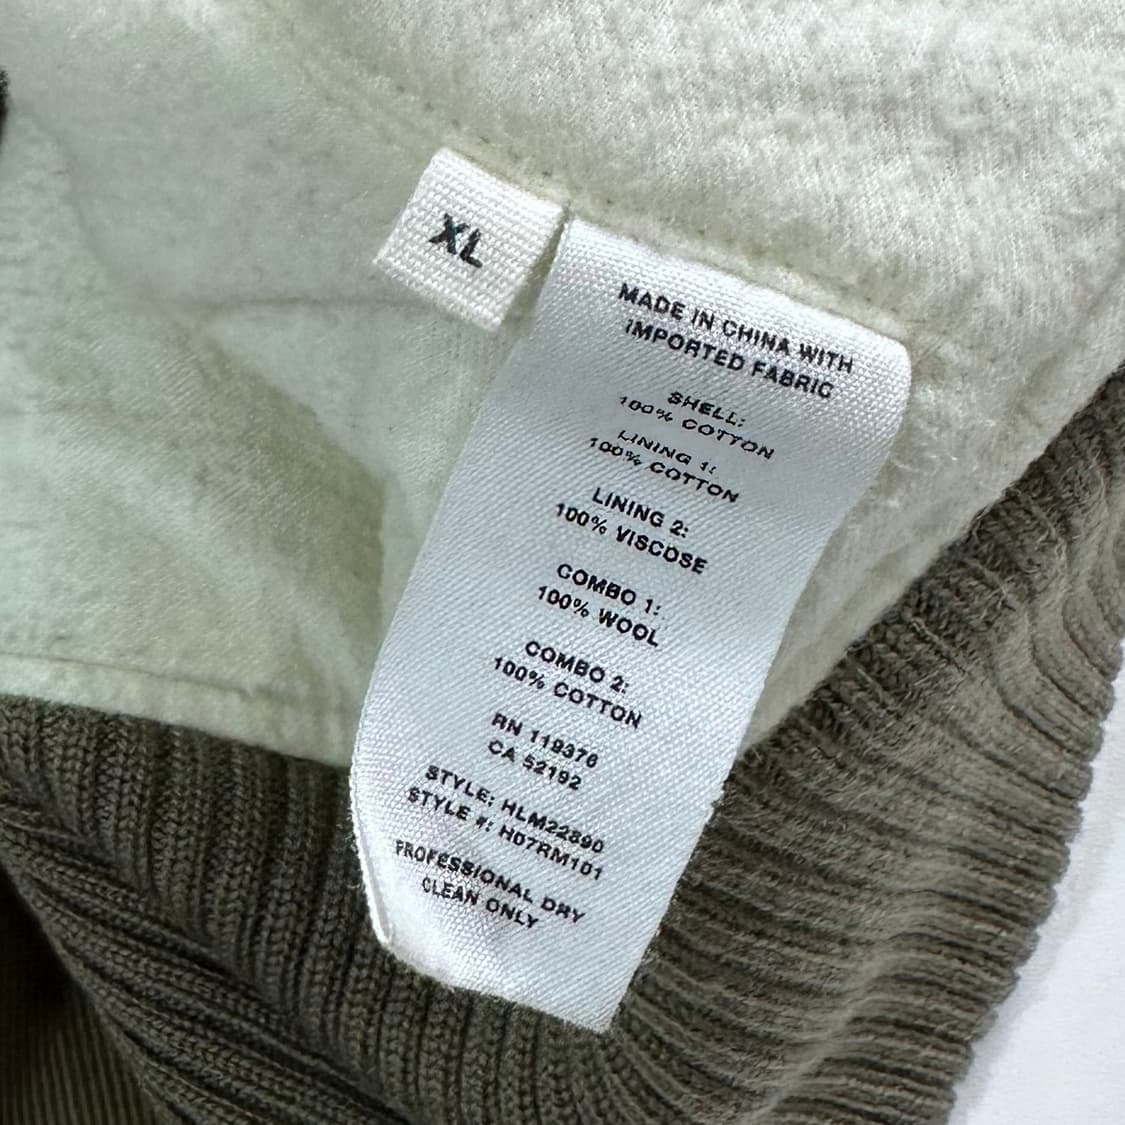 XL
MADE IN CHINA WITH
IMPORTED FABRIC
SHELL:
100% COTTON
LINING 1:
100% COTTON
LINING 2:
100% VISCOSE
COMBO 1:
100% WOOL
COMBO 2:
100% COTTON
RN 119376
CA 52192
STYLE: HLM22890
STYLE #: H07RM101
PROFESSIONAL DRY
CLEAN ONLY